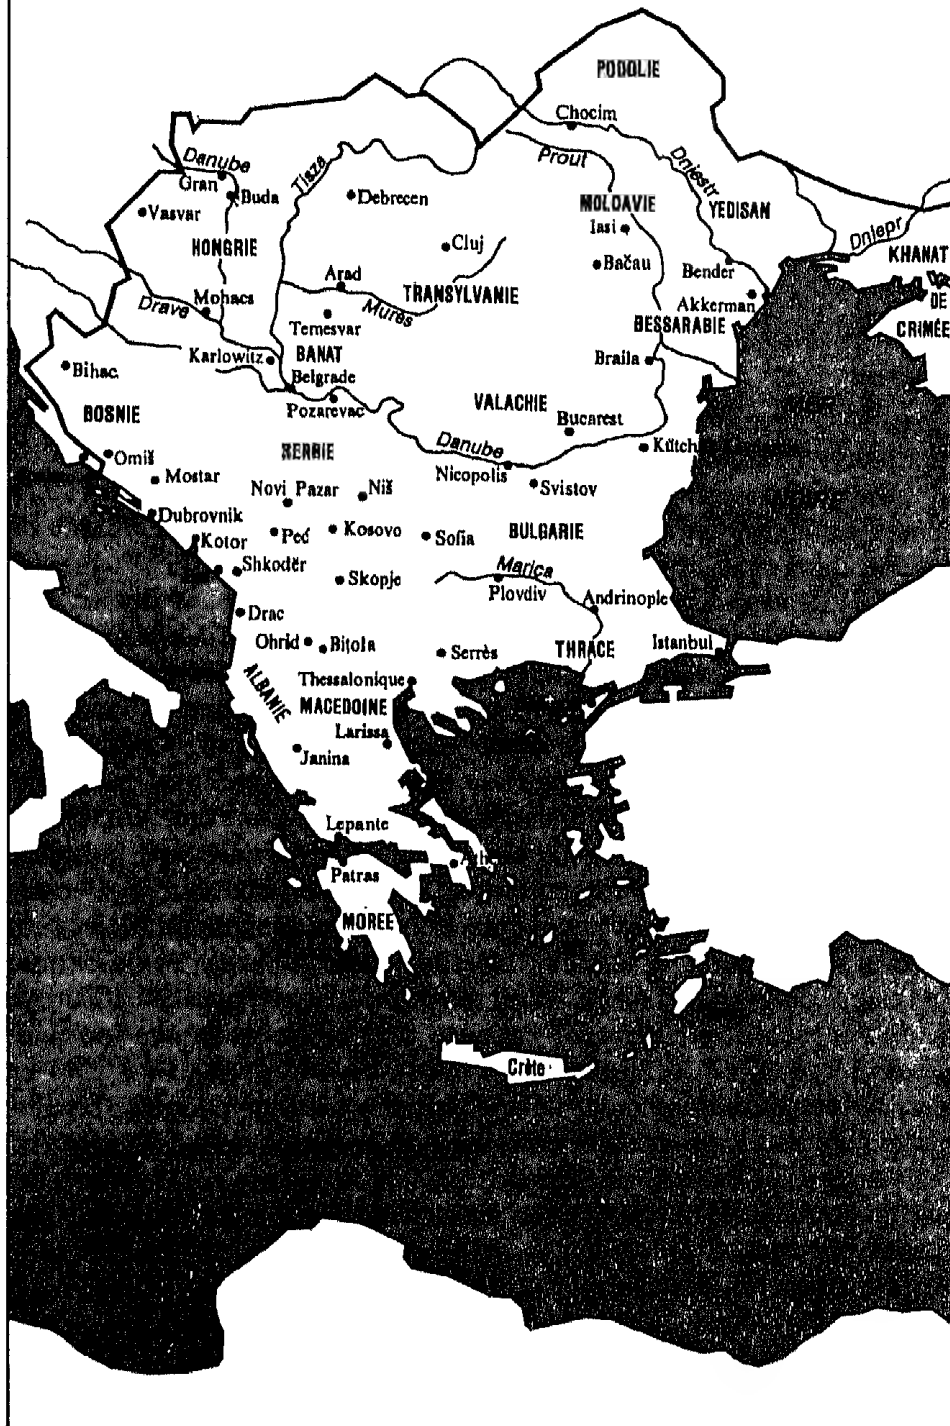 PODOLIE
Chocim
Danube
Prout
Dniestr
Gran
Buda
Tisza
Debrecen
Vasvar
MOLDAVIE
YEDISAN
Iasi
Dniepr
HONGRIE
Cluj
KHANAT
Bačau
Bender
Arad
DE
Mohacs
TRANSYLVANIE
Akkerman
Drave
Mures
CRIMÉE
Temesvar
BESSARABIE
Karlowitz
BANAT
Braila
Bihac
Belgrade
BOSNIE
Pozarevac
VALACHIE
Bucarest
Danube
Kütch
SERBIE
Omiš
Mostar
Nicopolis
Novi Pazar
Niš
Svistov
Dubrovnik
Peć
Kosovo
Sofia
BULGARIE
Kotor
Shkodër
Marica
Skopje
Plovdiv
Andrinople
Drac
Ohrid
Bitola
Serrès
THRACE
Istanbul
Thessalonique
ALBANIE
MACEDOINE
Larissa
Janina
Lepante
Patras
MOREE
Crète